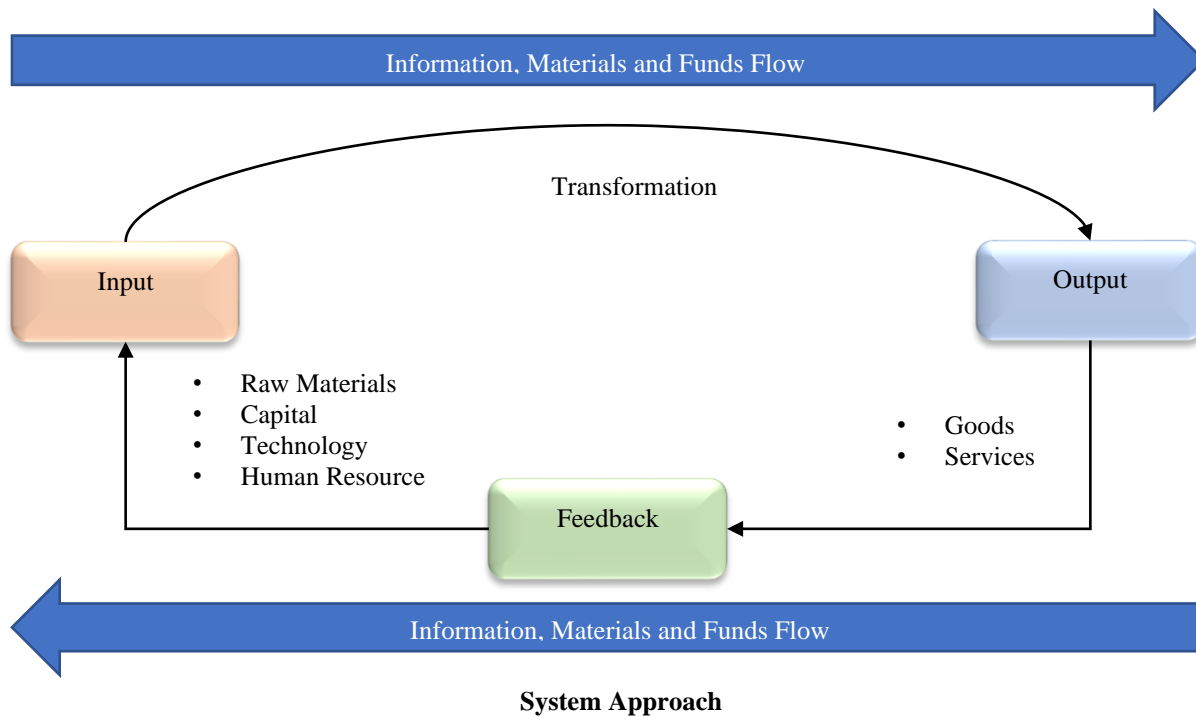 Information, Materials and Funds Flow
Transformation
Input
Output
• Raw Materials
• Capital
• Technology
• Human Resource
• Goods
• Services
Feedback
Information, Materials and Funds Flow
System Approach